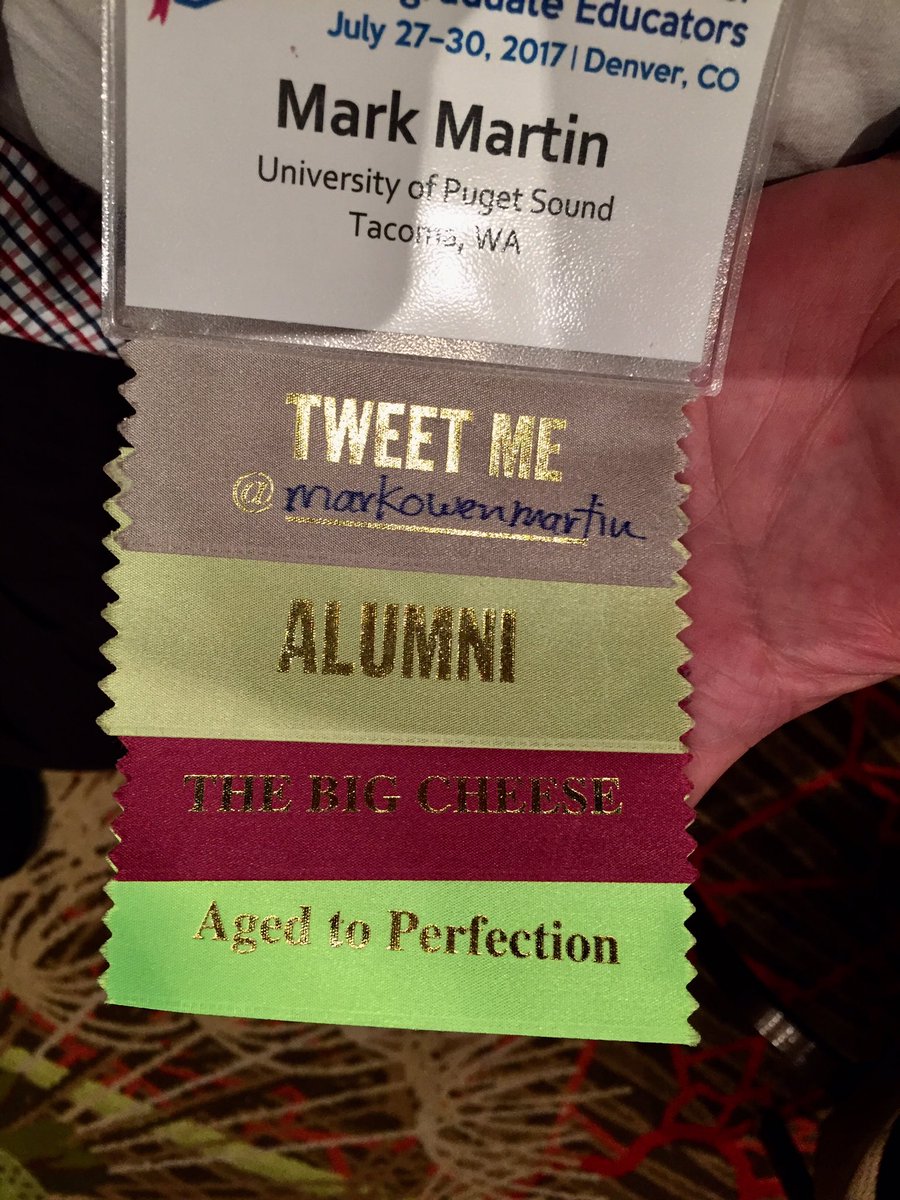 Educators
July 27–30, 2017 | Denver, CO
Mark Martin
University of Puget Sound
Tacoma, WA
TWEET ME
@markowenmartin
ALUMNI
THE BIG CHEESE
Aged to Perfection